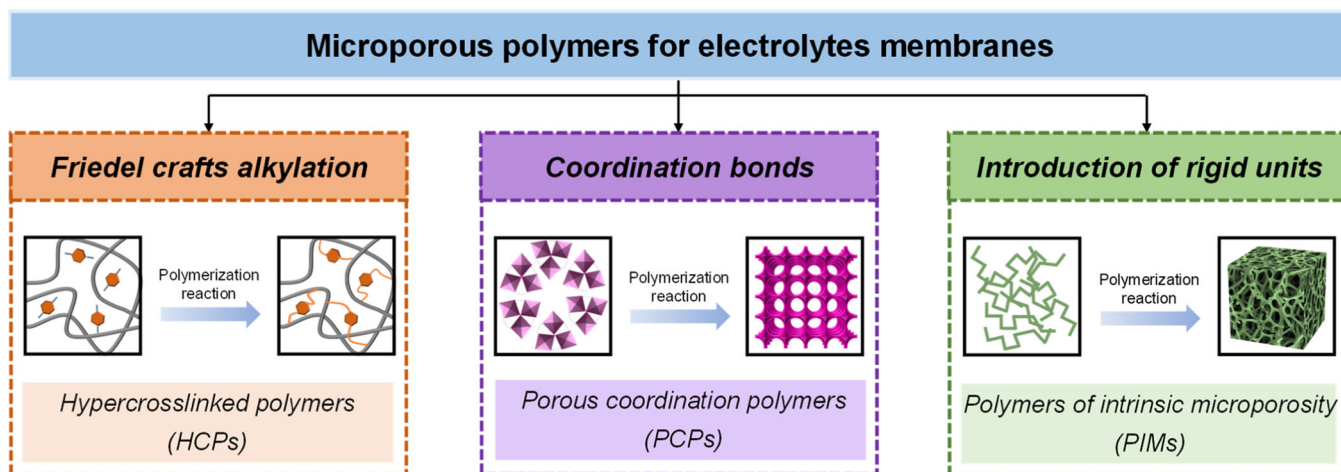 Microporous polymers for electrolytes membranes
Friedel crafts alkylation
Polymerization
reaction
Hypercrosslinked polymers
(HCPs)
Coordination bonds
Polymerization
reaction
Porous coordination polymers
(PCPs)
Introduction of rigid units
Polymerization
reaction
Polymers of intrinsic microporosity
(PIMs)